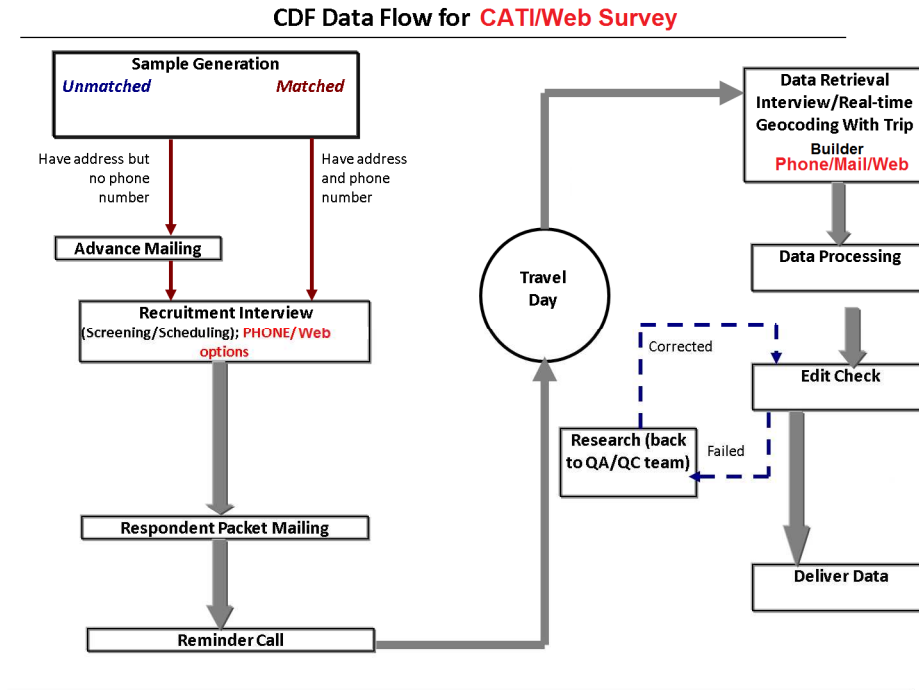 CDF Data Flow for CATI/Web Survey
Sample Generation
Unmatched Matched
Have address but
no phone
number
Have address
and phone
number
Advance Mailing
Recruitment Interview
(Screening/Scheduling); PHONE/ Web
options
Respondent Packet Mailing
Reminder Call
Travel
Day
Data Retrieval
Interview/Real-time
Geocoding With Trip
Builder
Phone/Mail/Web
Data Processing
Corrected
Edit Check
Research (back
to QA/QC team)
Failed
Deliver Data